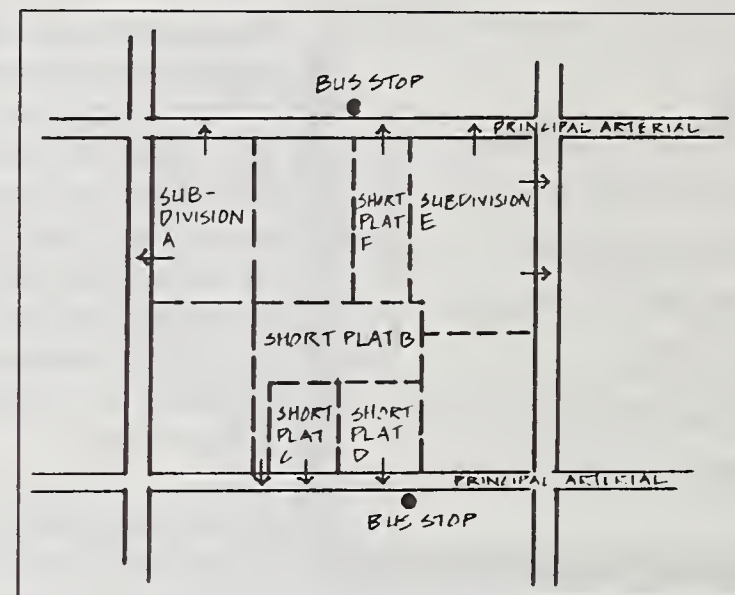 BUS STOP
PRINCIPAL ARTERIAL
SUB-
DIVISION
A
SHORT
PLAT
F
SUBDIVISION
E
SHORT PLAT B
SHORT
PLAT
C
SHORT
PLAT
D
PRINCIPAL ARTERIAL
BUS STOP